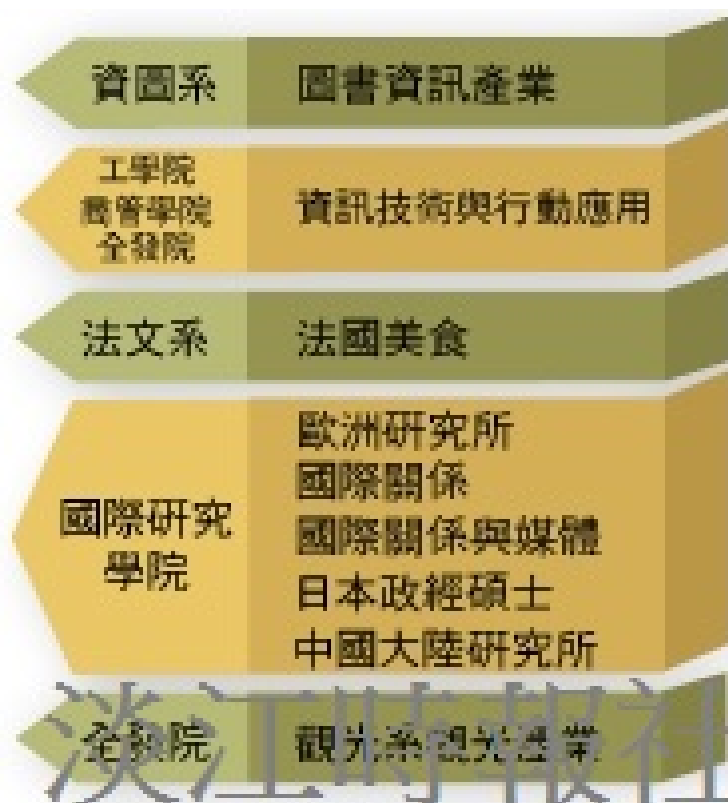 資圖系 圖書資訊產業
工學院
商管學院
全發院
資訊技術與行動應用
法文系 法國美食
國際研究
學院
歐洲研究所
國際關係
國際關係與媒體
日本政經碩士
中國大陸研究所
全發院 觀光系觀光產業
淡江時報社